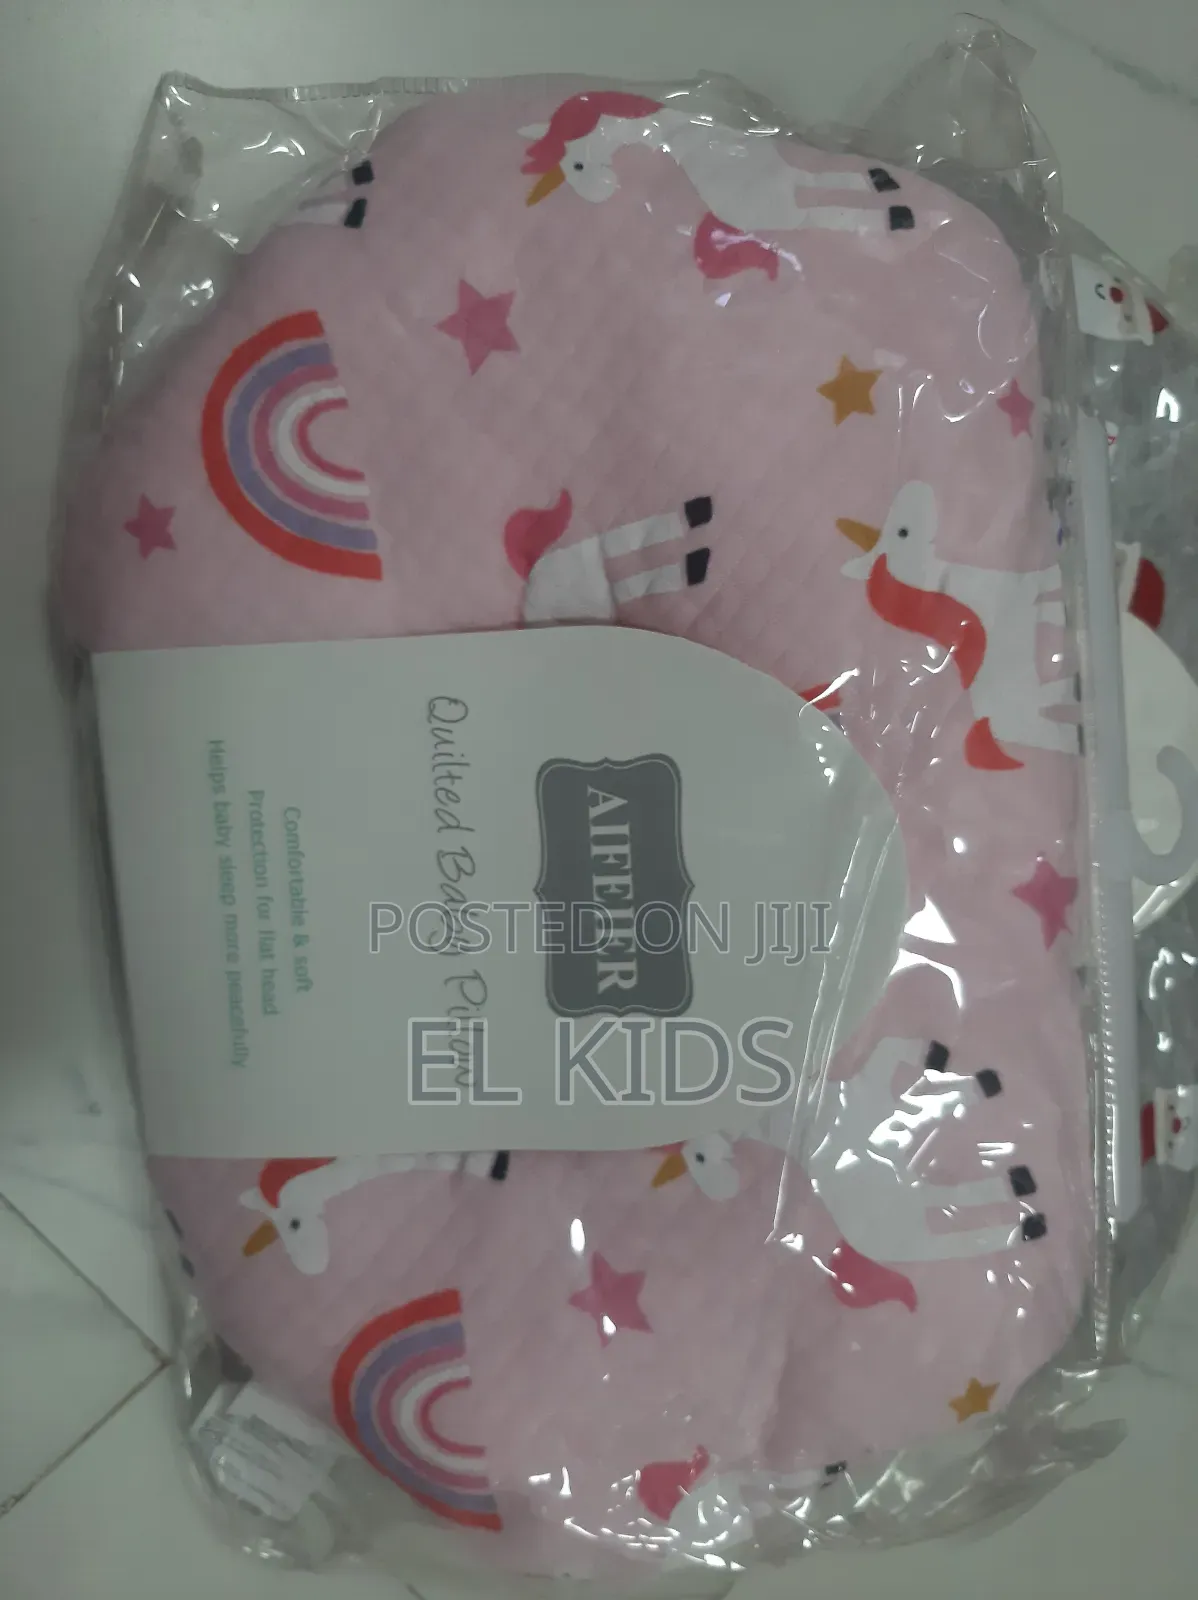 AIFEIER
Quilted Baby Pillow
Comfortable & soft
Protection for flat head
Helps baby sleep more peacefully
POSTED ON JIJI
EL KIDS